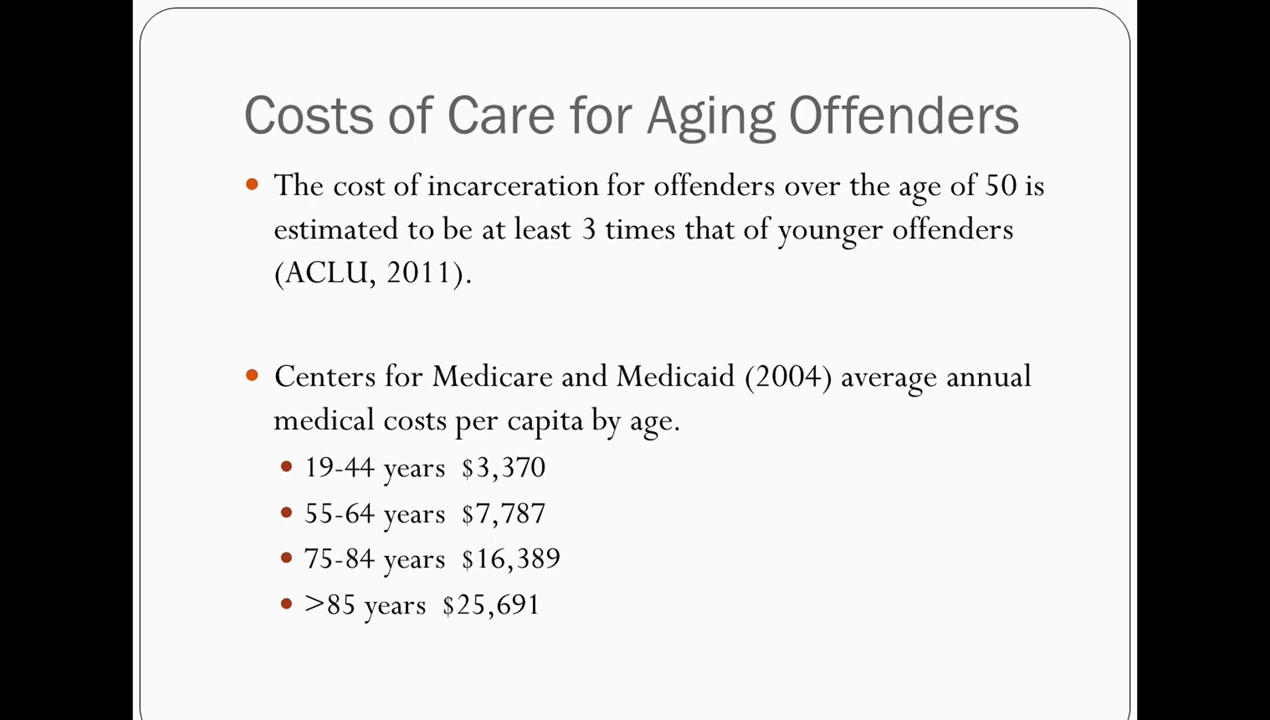 Costs of Care for Aging Offenders
• The cost of incarceration for offenders over the age of 50 is
estimated to be at least 3 times that of younger offenders
(ACLU, 2011).
• Centers for Medicare and Medicaid (2004) average annual
medical costs per capita by age.
• 19-44 years $3,370
• 55-64 years $7,787
• 75-84 years $16,389
• >85 years $25,691